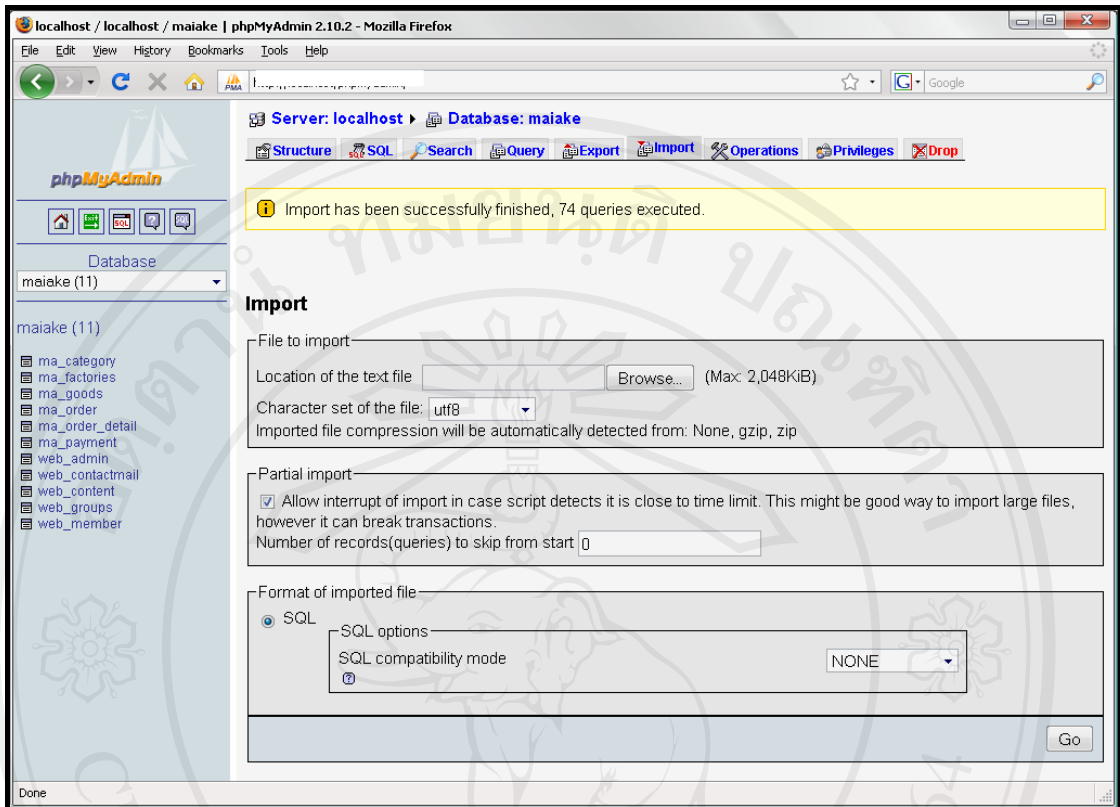 localhost / localhost / maiake | phpMyAdmin 2.10.2 - Mozilla Firefox
File Edit View History Bookmarks Tools Help
PMA
G Google
phpMyAdmin
EXIT SQL ? SQL
Database
maiake (11)
maiake (11)
ma_category
ma_factories
ma_goods
ma_order
ma_order_detail
ma_payment
web_admin
web_contactmail
web_content
web_groups
web_member
Server: localhost Database: maiake
Structure SQL Search Query Export Import Operations Privileges Drop
Import has been successfully finished, 74 queries executed.
Import
File to import
Location of the text file Browse... (Max: 2,048KiB)
Character set of the file: utf8
Imported file compression will be automatically detected from: None, gzip, zip
Partial import
Allow interrupt of import in case script detects it is close to time limit. This might be good way to import large files,
however it can break transactions.
Number of records(queries) to skip from start 0
Format of imported file
SQL
SQL options
SQL compatibility mode NONE
?
Go
Done